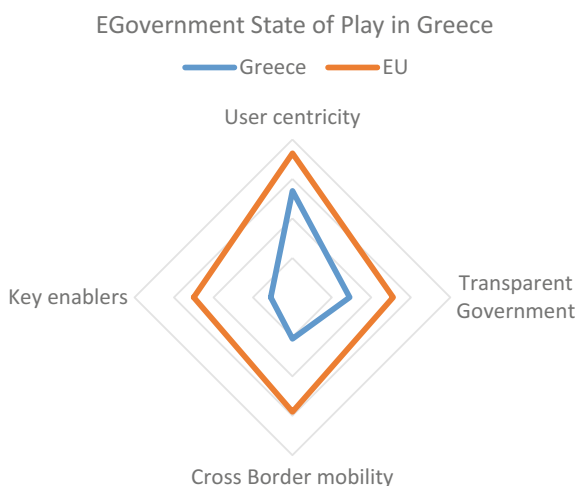 EGovernment State of Play in Greece
Greece EU
User centricity
Key enablers
Transparent
Government
Cross Border mobility